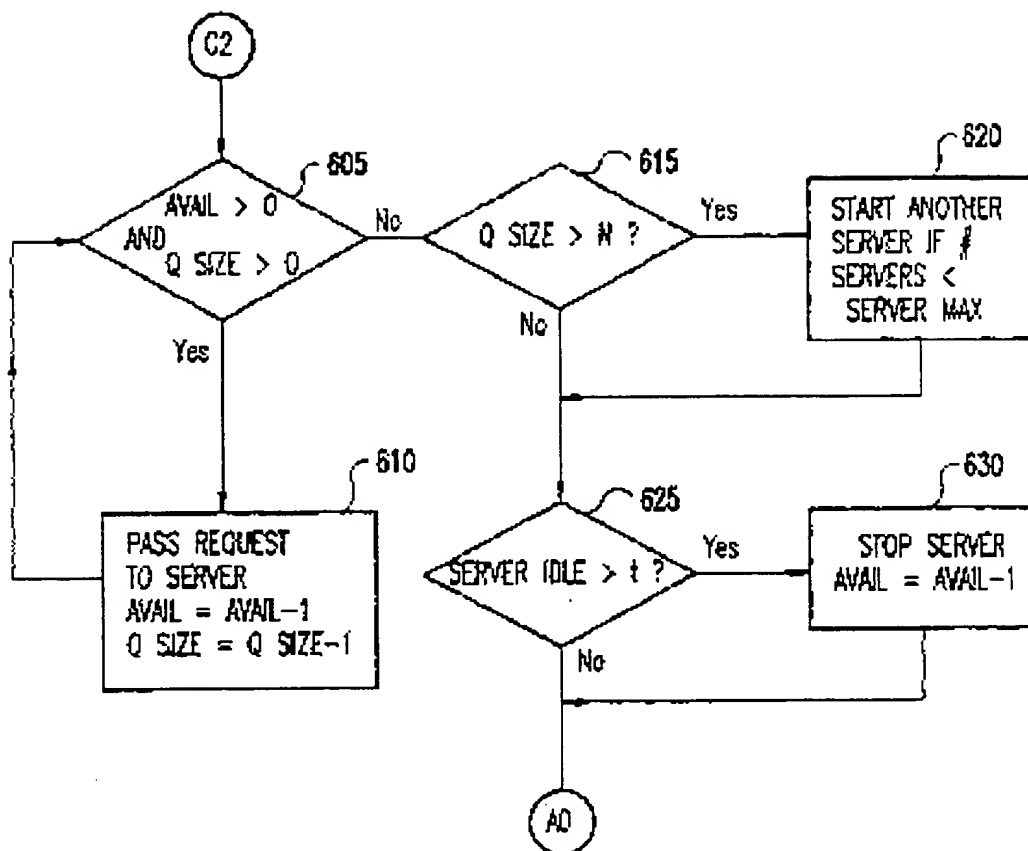 C2
605
AVAIL > 0
AND
Q SIZE > 0
No
Yes
615
Q SIZE > N ?
Yes
No
620
START ANOTHER
SERVER IF #
SERVERS <
SERVER MAX
610
PASS REQUEST
TO SERVER
AVAIL = AVAIL-1
Q SIZE = Q SIZE-1
625
SERVER IDLE > t ?
Yes
No
630
STOP SERVER
AVAIL = AVAIL-1
A0